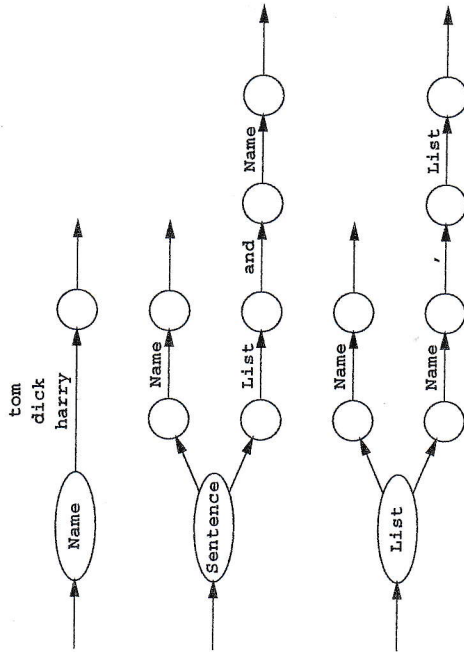 tom
dick
harry
Name
Name
Sentence
List
and
Name
Name
List
Name
,
List